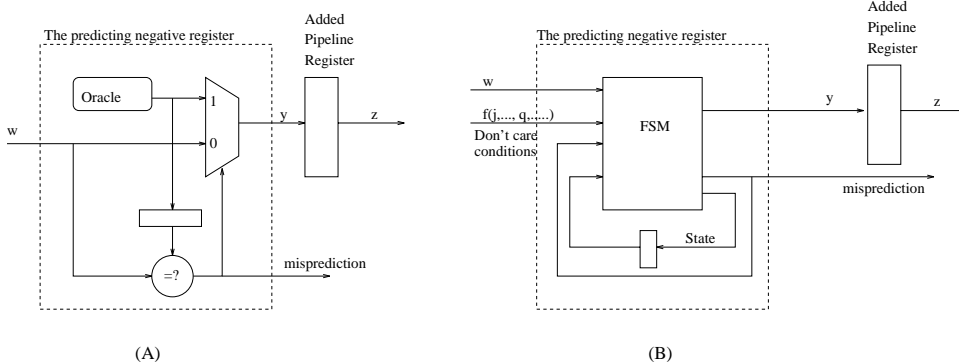 Added
Pipeline
Register
The predicting negative register
Oracle
1
w
0
y
z
=?
misprediction
(A)
Added
Pipeline
Register
The predicting negative register
w
f(j,..., q,.....)
Don't care
conditions
FSM
y
z
misprediction
State
(B)